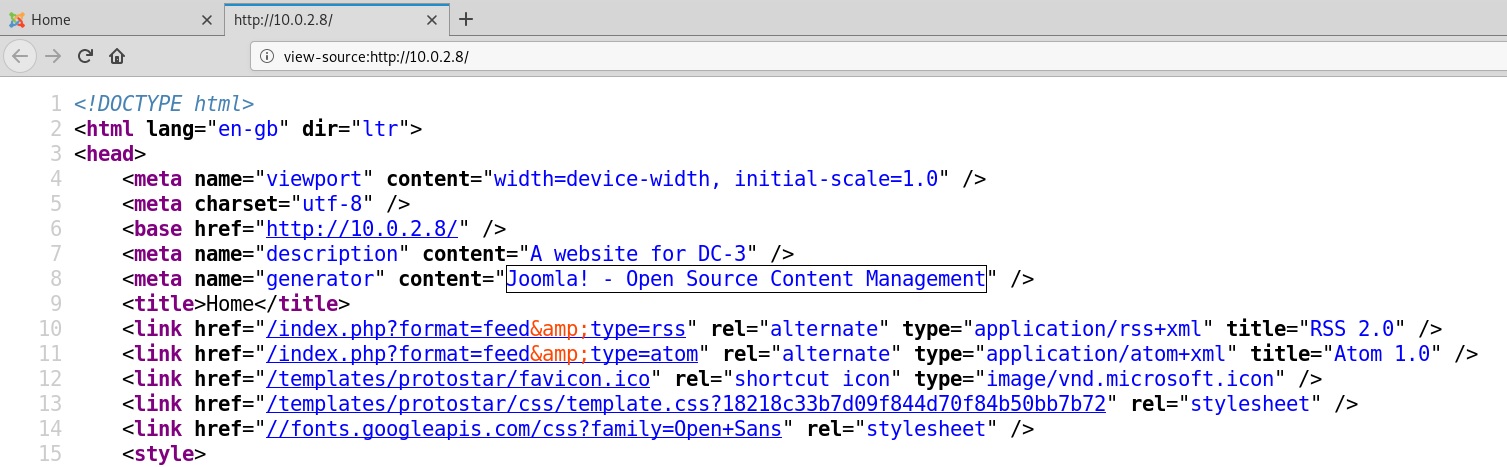 Home
http://10.0.2.8/
view-source:http://10.0.2.8/
1 <!DOCTYPE html>
2 <html lang="en-gb" dir="ltr">
3 <head>
4 <meta name="viewport" content="width=device-width, initial-scale=1.0" />
5 <meta charset="utf-8" />
6 <base href="http://10.0.2.8/" />
7 <meta name="description" content="A website for DC-3" />
8 <meta name="generator" content="Joomla! - Open Source Content Management" />
9 <title>Home</title>
10 <link href="/index.php?format=feed&amp;type=rss" rel="alternate" type="application/rss+xml" title="RSS 2.0" />
11 <link href="/index.php?format=feed&amp;type=atom" rel="alternate" type="application/atom+xml" title="Atom 1.0" />
12 <link href="/templates/protostar/favicon.ico" rel="shortcut icon" type="image/vnd.microsoft.icon" />
13 <link href="/templates/protostar/css/template.css?18218c33b7d09f844d70f84b50bb7b72" rel="stylesheet" />
14 <link href="//fonts.googleapis.com/css?family=Open+Sans" rel="stylesheet" />
15 <style>